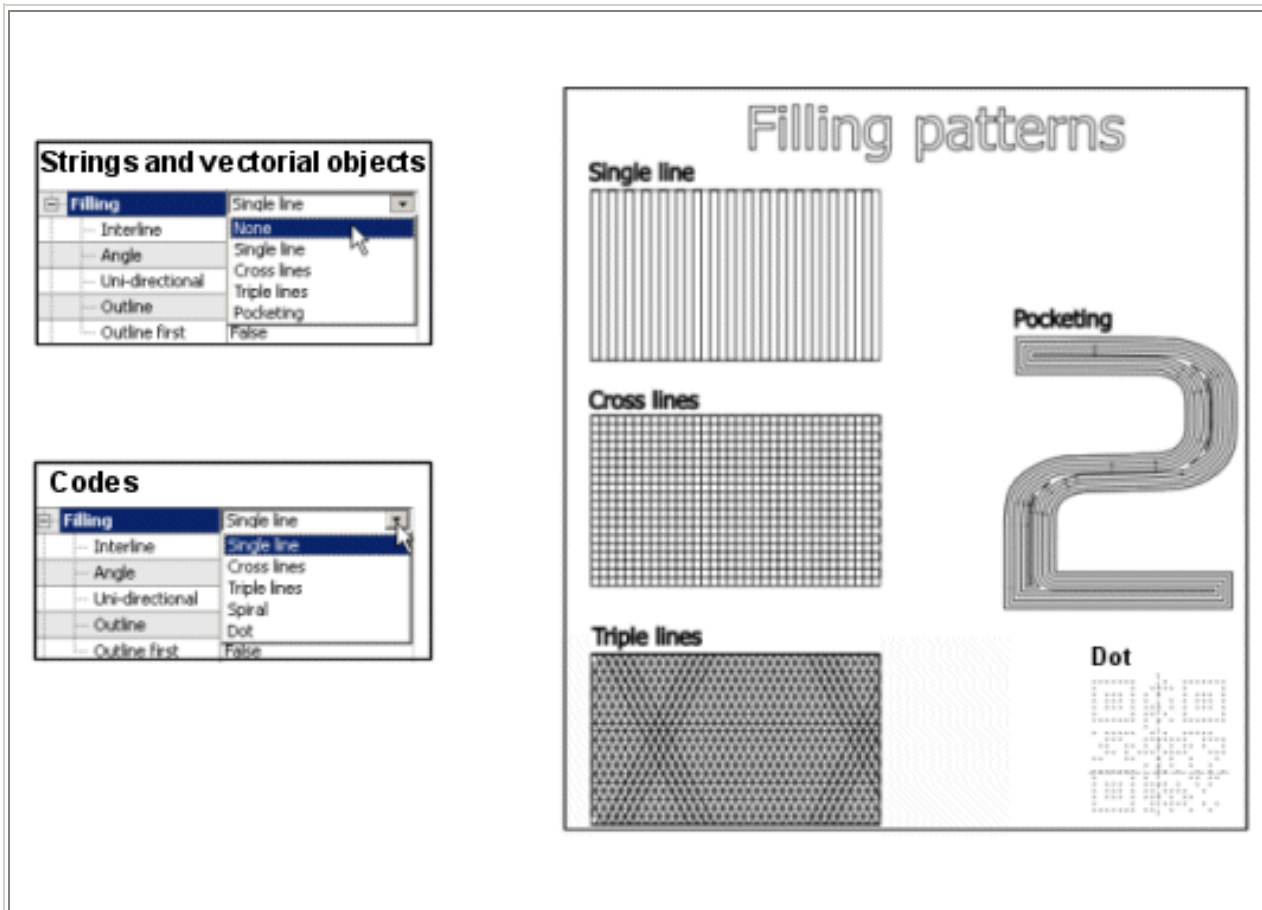 Strings and vectorial objects
Filling Single line
Interline None
Angle Single line
Cross lines
Uni-directional Triple lines
Outline Pocketing
Outline first False
Codes
Filling Single line
Interline Single line
Angle Cross lines
Triple lines
Uni-directional Spiral
Outline Dot
Outline first False
Filling patterns
Single line
Cross lines
Triple lines
Pocketing
Dot